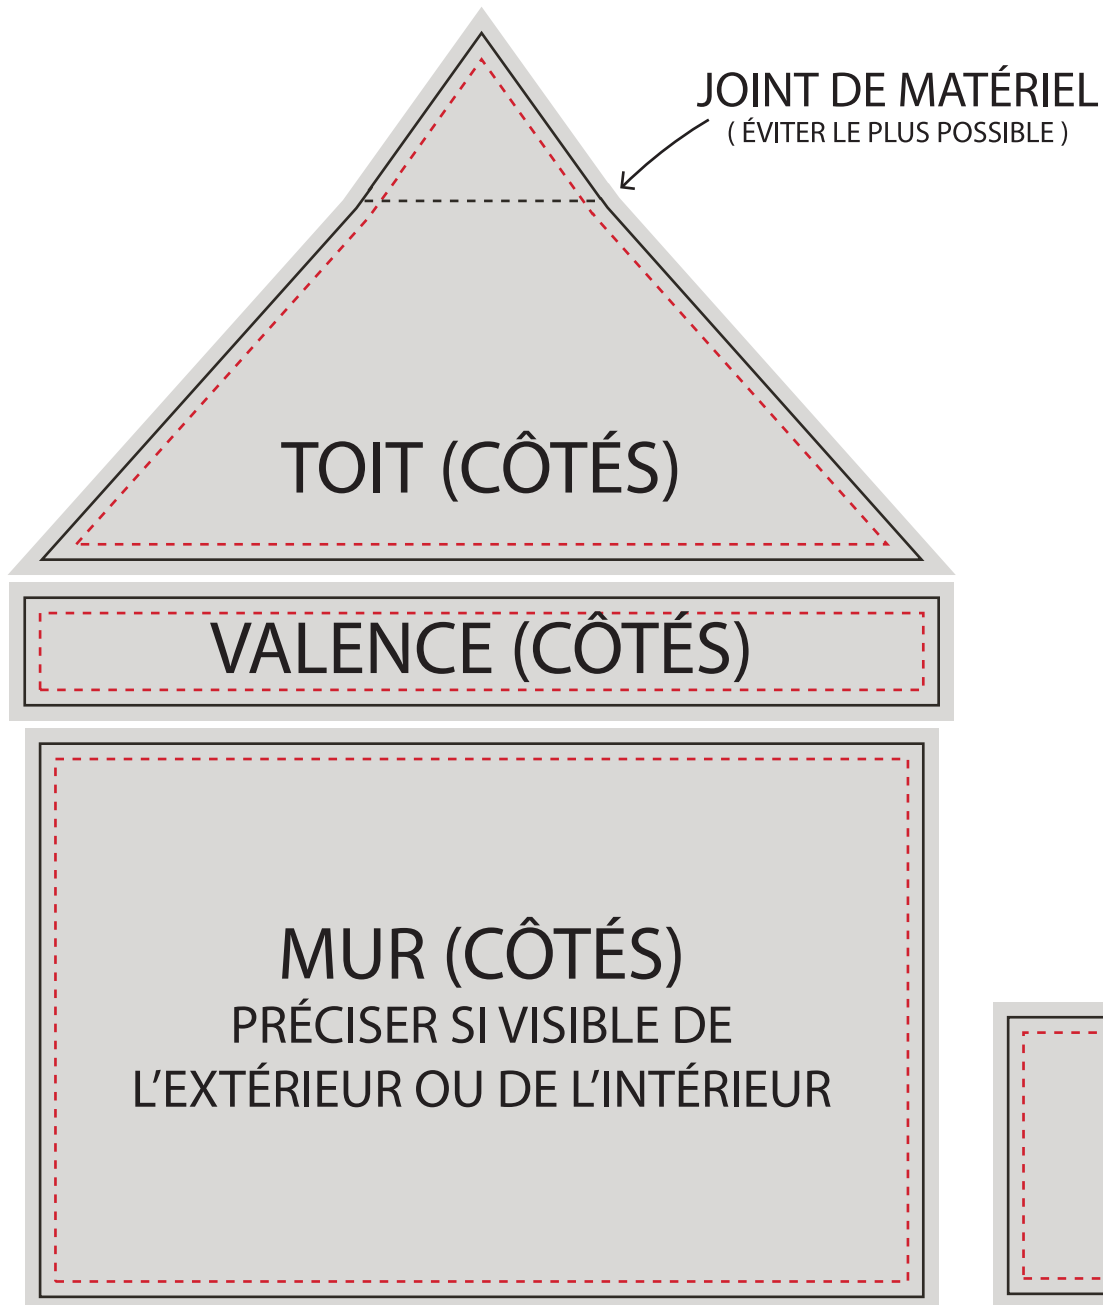 JOINT DE MATÉRIEL
( ÉVITER LE PLUS POSSIBLE )
TOIT (CÔTÉS)
VALENCE (CÔTÉS)
MUR (CÔTÉS)
PRÉCISER SI VISIBLE DE
L'EXTÉRIEUR OU DE L'INTÉRIEUR